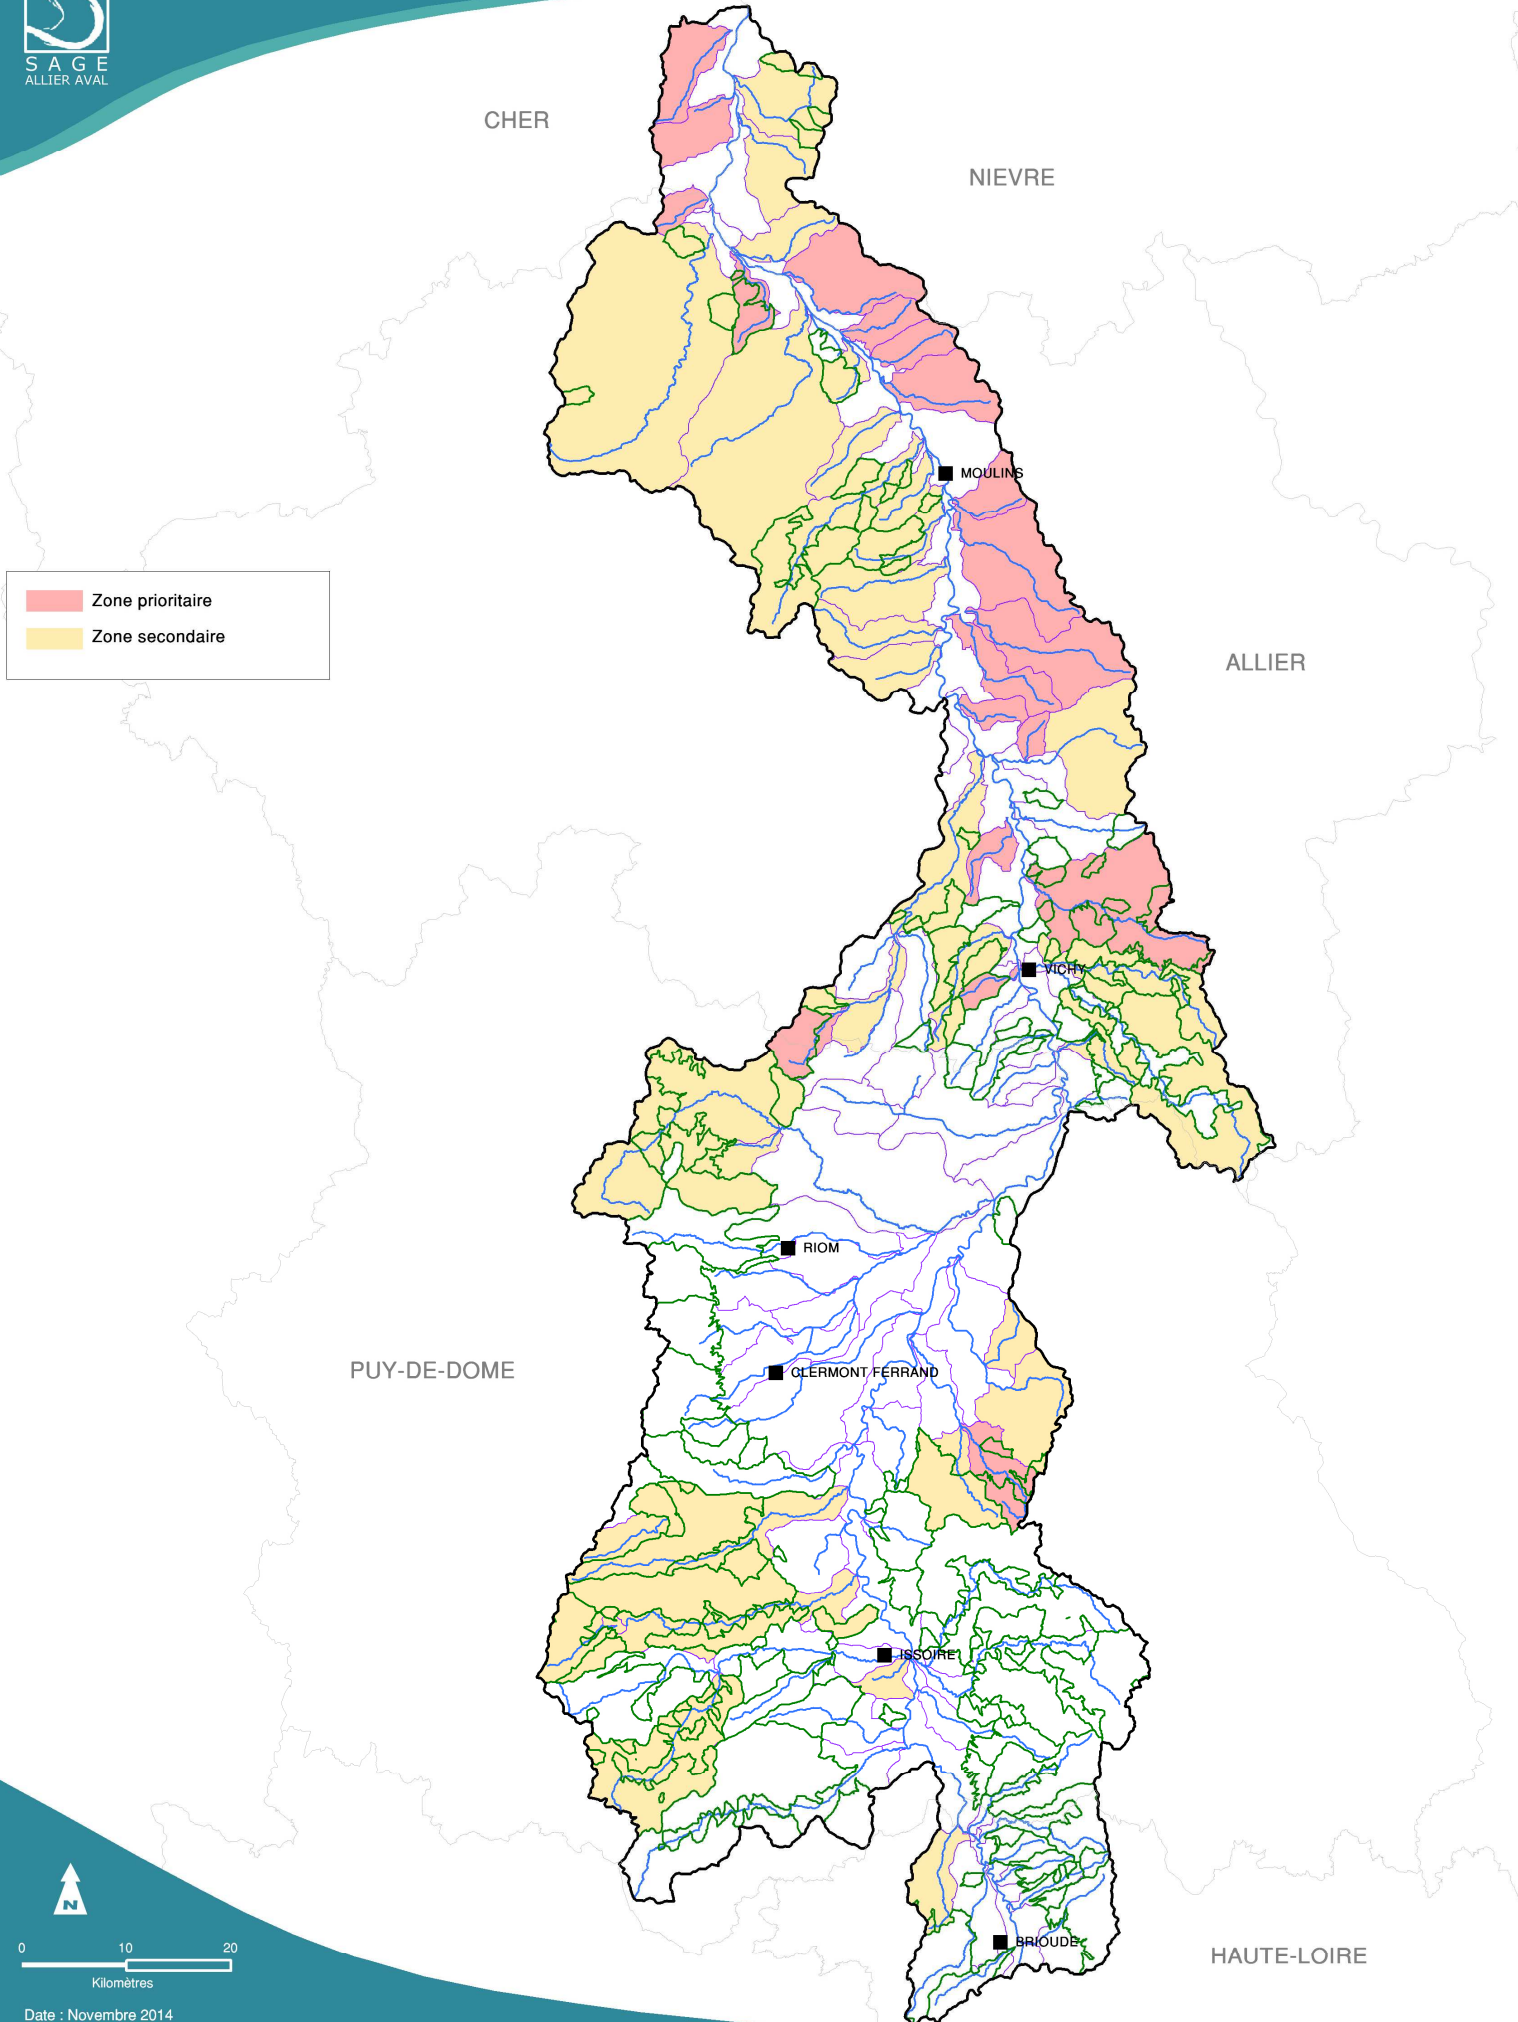 SAGE
ALLIER AVAL
CHER
NIEVRE
MOULINS
Zone prioritaire
Zone secondaire
ALLIER
VICHY
RIOM
PUY-DE-DOME
CLERMONT FERRAND
ISSOIRE
BRIOUDE
HAUTE-LOIRE
N
0 10 20
Kilomètres
Date : Novembre 2014